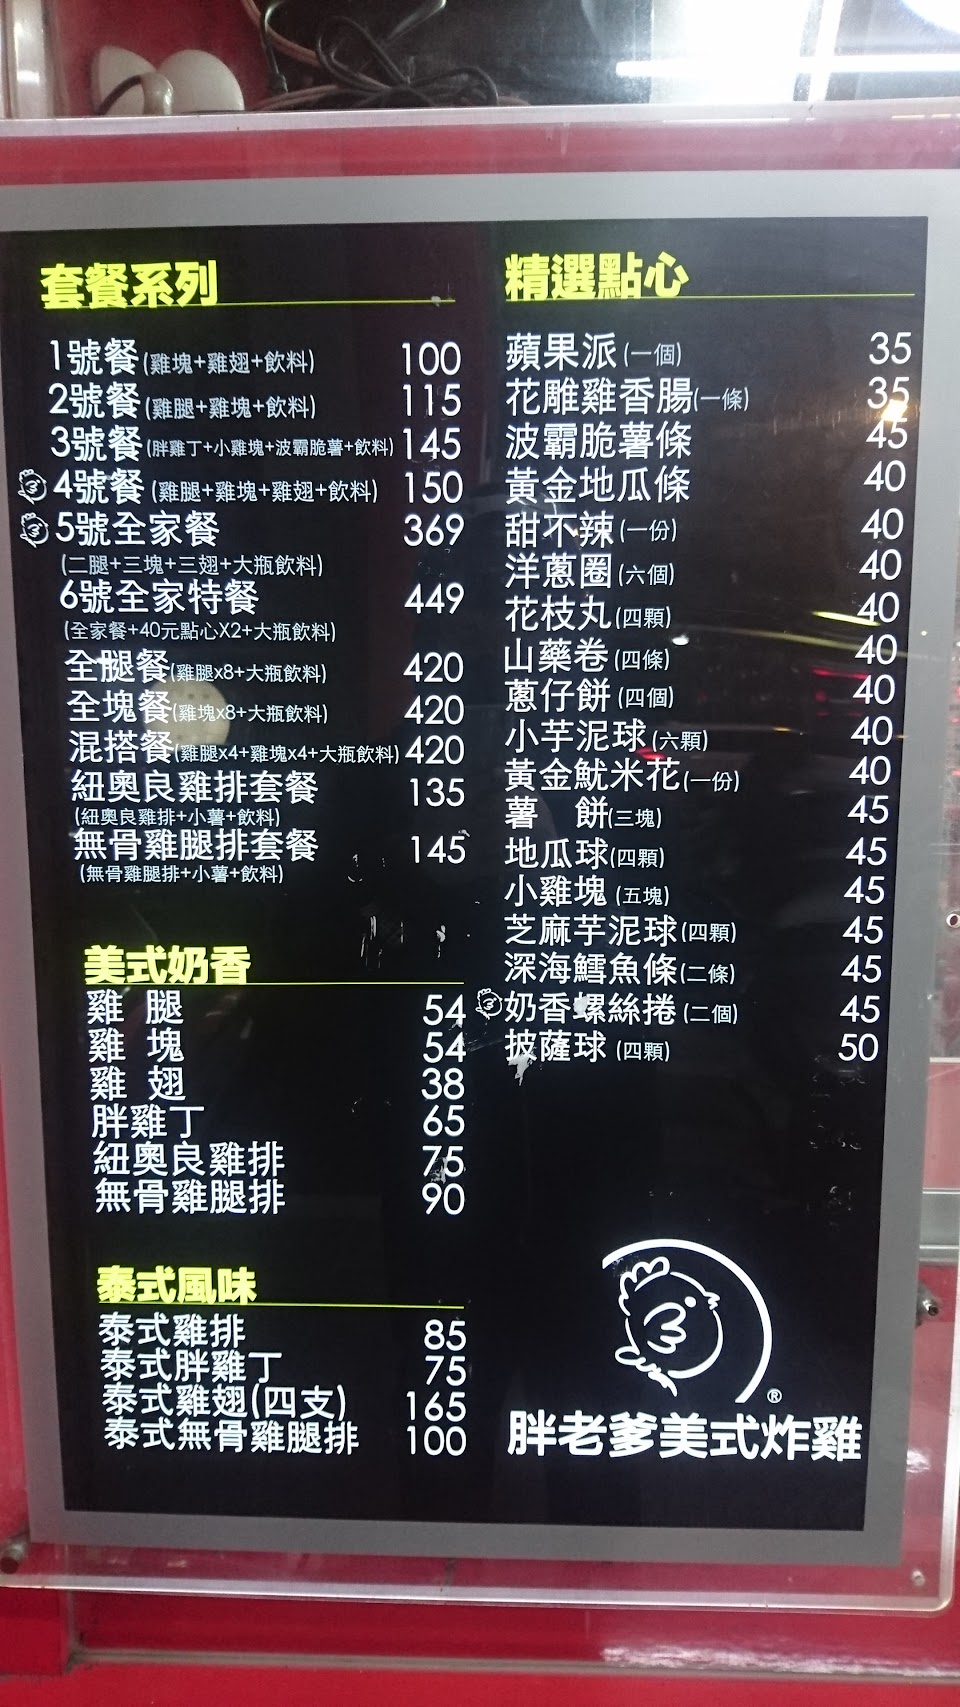 套餐系列
1號餐(雞塊+雞翅+飲料) 100
2號餐(雞腿+雞塊+飲料) 115
3號餐(胖雞丁+小雞塊+波霸脆薯+飲料) 145
4號餐(雞腿+雞塊+雞翅+飲料) 150
5號全家餐 369
(二腿+三塊+三翅+大瓶飲料)
6號全家特餐 449
(全家餐+40元點心X2+大瓶飲料)
全腿餐(雞腿x8+大瓶飲料) 420
全塊餐(雞塊x8+大瓶飲料) 420
混搭餐(雞腿x4+雞塊x4+大瓶飲料) 420
紐奧良雞排套餐 135
(紐奧良雞排+小薯+飲料)
無骨雞腿排套餐 145
(無骨雞腿排+小薯+飲料)
美式奶香
雞 腿 54
雞 塊 54
雞 翅 38
胖雞丁 65
紐奧良雞排 75
無骨雞腿排 90
泰式風味
泰式雞排 85
泰式胖雞丁 75
泰式雞翅(四支) 165
泰式無骨雞腿排 100
精選點心
蘋果派(一個) 35
花雕雞香腸(一條) 35
波霸脆薯條 45
黃金地瓜條 40
甜不辣(一份) 40
洋蔥圈(六個) 40
花枝丸(四顆) 40
山藥卷(四條) 40
蔥仔餅(四個) 40
小芋泥球(六顆) 40
黃金魷米花(一份) 40
薯 餅(三塊) 45
地瓜球(四顆) 45
小雞塊(五塊) 45
芝麻芋泥球(四顆) 45
深海鱈魚條(二條) 45
奶香螺絲捲(二個) 45
披薩球(四顆) 50
®
胖老爹美式炸雞